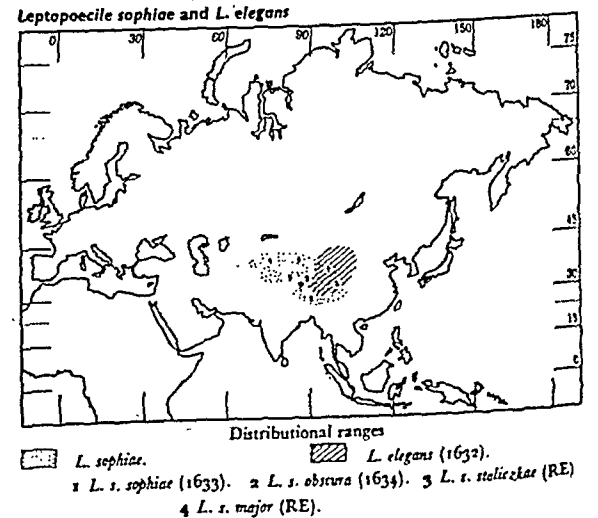 Leptopoecile sophiae and L. elegans
0 30 60 90 120 150 180
75
70
60
45
30
15
0
Distributional ranges
L. sophiae. L. elegans (1632).
1 L. s. sophiae (1633). 2 L. s. obscura (1634). 3 L. s. stoliczkae (RE)
4 L. s. major (RE).